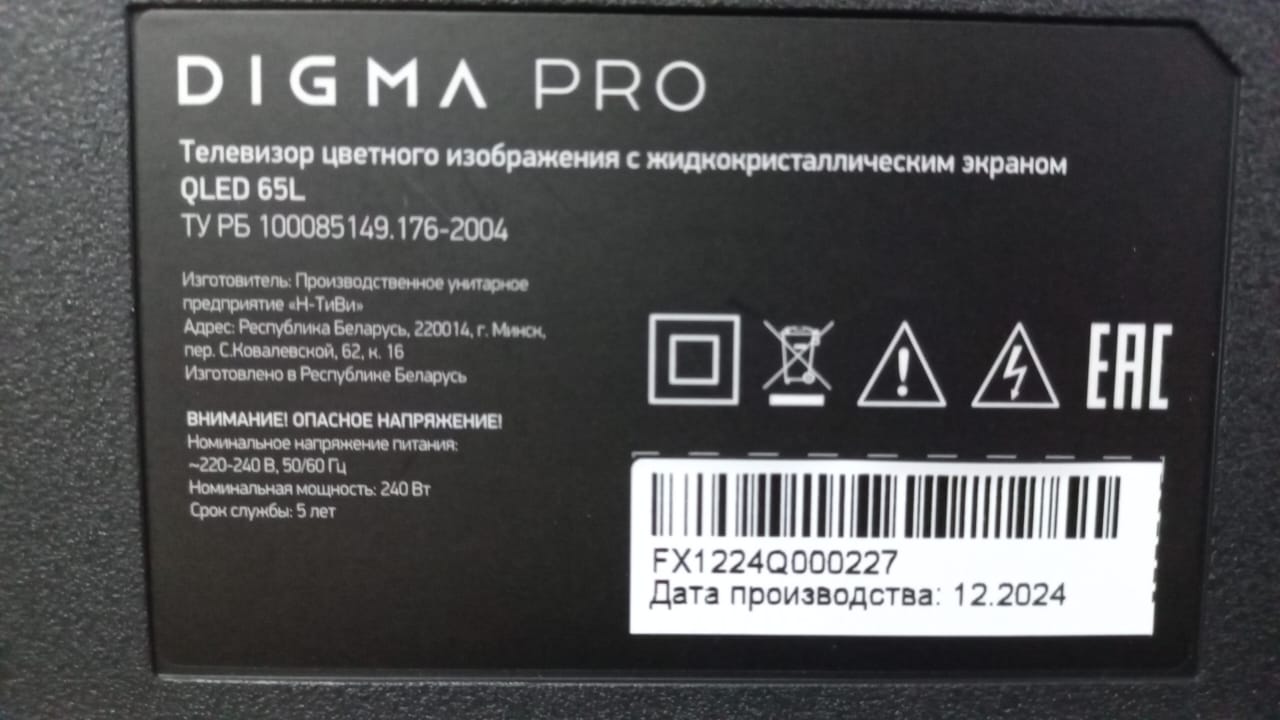 DIGMA PRO
Телевизор цветного изображения с жидкокристаллическим экраном
QLED 65L
ТУ РБ 100085149.176-2004
Изготовитель: Производственное унитарное
предприятие «Н-ТиВи»
Адрес: Республика Беларусь, 220014, г. Минск,
пер. С.Ковалевской, 62, к. 16
Изготовлено в Республике Беларусь
ВНИМАНИЕ! ОПАСНОЕ НАПРЯЖЕНИЕ!
Номинальное напряжение питания:
~220-240 В, 50/60 Гц
Номинальная мощность: 240 Вт
Срок службы: 5 лет
EAC
FX1224Q000227
Дата производства: 12.2024